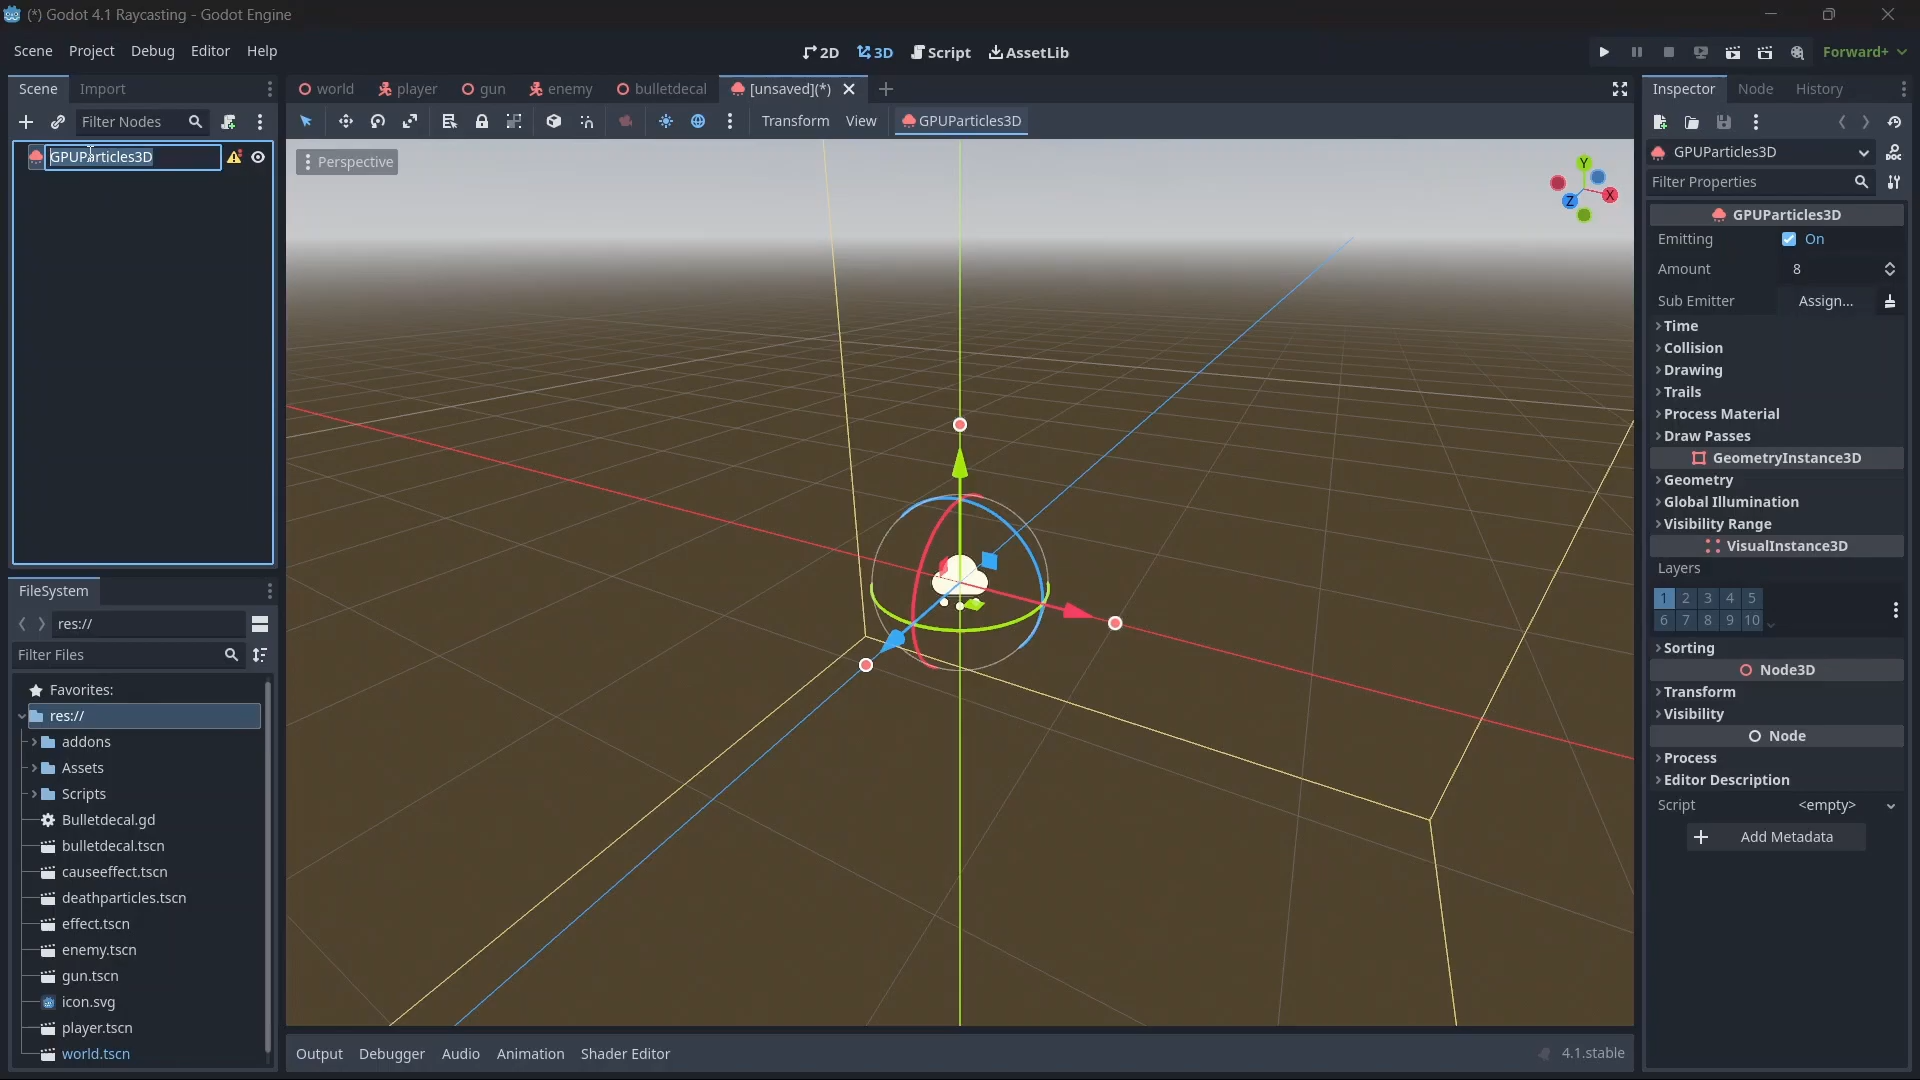 (*) Godot 4.1 Raycasting - Godot Engine
Scene Project Debug Editor Help
2D 3D Script AssetLib
Forward+
Scene Import
world player gun enemy bulletdecal [unsaved](*)
Inspector Node History
Filter Nodes
Transform View GPUParticles3D
GPUParticles3D
Perspective
Y
X
Z
GPUParticles3D
Filter Properties
GPUParticles3D
Emitting On
Amount 8
Sub Emitter Assign...
Time
Collision
Drawing
Trails
Process Material
Draw Passes
GeometryInstance3D
Geometry
Global Illumination
Visibility Range
VisualInstance3D
Layers
1 2 3 4 5
6 7 8 9 10
Sorting
Node3D
Transform
Visibility
Node
Process
Editor Description
Script <empty>
Add Metadata
FileSystem
res://
Filter Files
Favorites:
res://
addons
Assets
Scripts
Bulletdecal.gd
bulletdecal.tscn
causeeffect.tscn
deathparticles.tscn
effect.tscn
enemy.tscn
gun.tscn
icon.svg
player.tscn
world.tscn
Output Debugger Audio Animation Shader Editor
4.1.stable